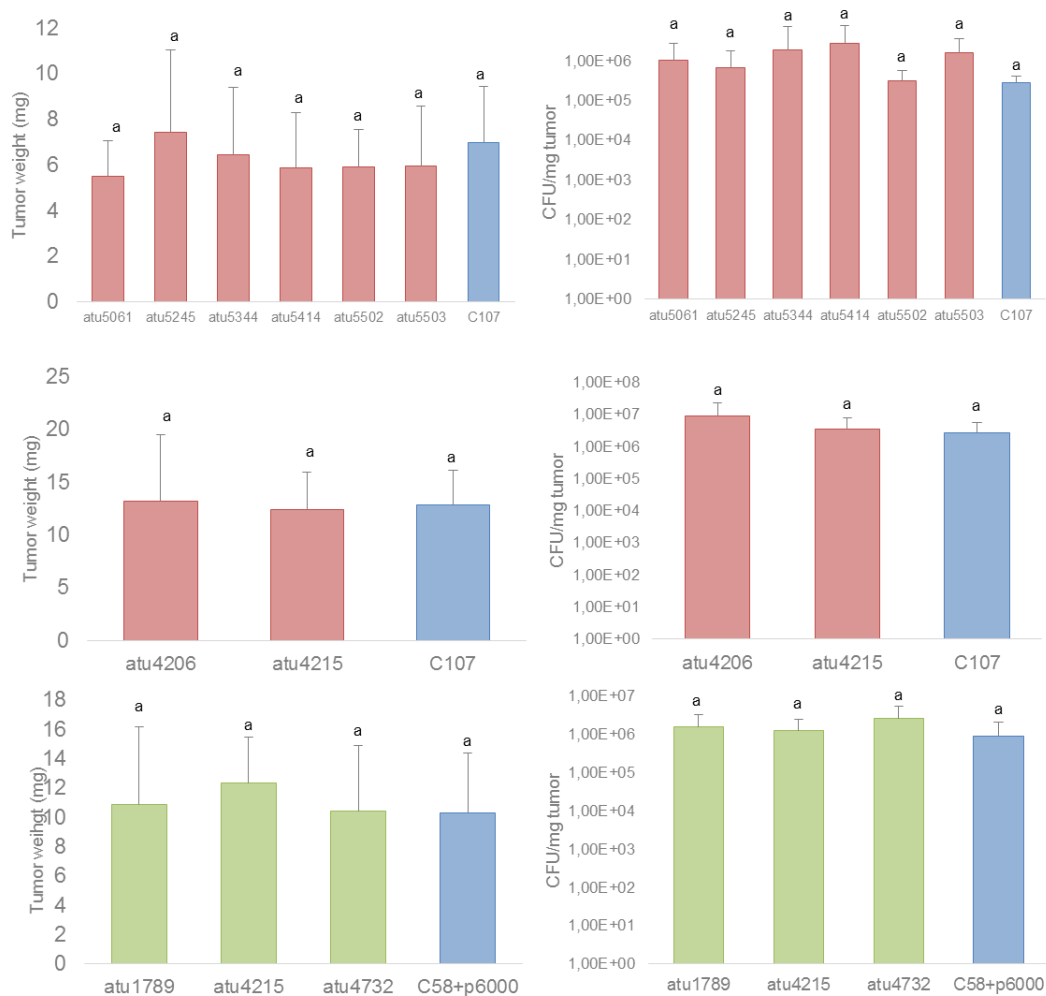 12
10
8
6
4
2
0
Tumor weight (mg)
a a a a a a a
atu5061 atu5245 atu5344 atu5414 atu5502 atu5503 C107
1,00E+06
1,00E+05
1,00E+04
1,00E+03
1,00E+02
1,00E+01
1,00E+00
CFU/mg tumor
a a a a a a a
atu5061 atu5245 atu5344 atu5414 atu5502 atu5503 C107
25
20
15
10
5
0
Tumor weight (mg)
a a a
atu4206 atu4215 C107
1,00E+08
1,00E+07
1,00E+06
1,00E+05
1,00E+04
1,00E+03
1,00E+02
1,00E+01
1,00E+00
CFU/mg tumor
a a a
atu4206 atu4215 C107
18
16
14
12
10
8
6
4
2
0
Tumor weihgt (mg)
a a a a
atu1789 atu4215 atu4732 C58+p6000
1,00E+07
1,00E+06
1,00E+05
1,00E+04
1,00E+03
1,00E+02
1,00E+01
1,00E+00
CFU/mg tumor
a a a a
atu1789 atu4215 atu4732 C58+p6000